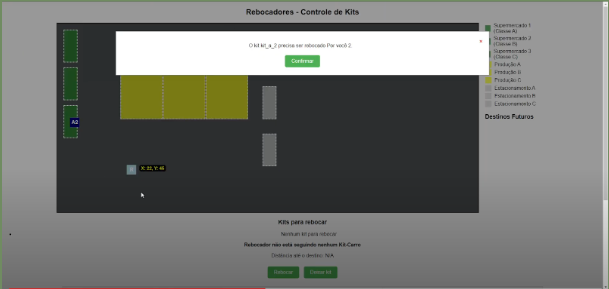 Rebocadores - Controle de Kits
O kit kit_a_2 precisa ser rebocado Por você 2.
Confirmar
×
Supermercado 1
(Classe A)
Supermercado 2
(Classe B)
Supermercado 3
(Classe C)
Produção A
Produção B
Produção C
Estacionamento A
Estacionamento B
Estacionamento C
Destinos Futuros
A2
X: 22, Y: 45
Kits para rebocar
Nenhum kit para rebocar
Rebocador não está seguindo nenhum Kit-Carro
Distância até o destino: N/A
Rebocar